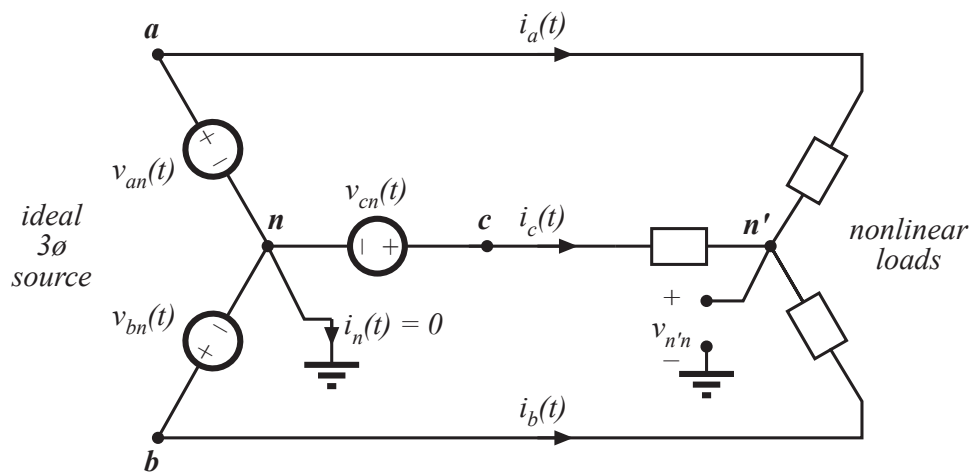 a
i_a(t)
+
−
v_an(t)
v_cn(t)
ideal
3ø
source
n
−
+
c
i_c(t)
n'
nonlinear
loads
v_bn(t)
−
+
i_n(t) = 0
+
v_n'n
−
i_b(t)
b